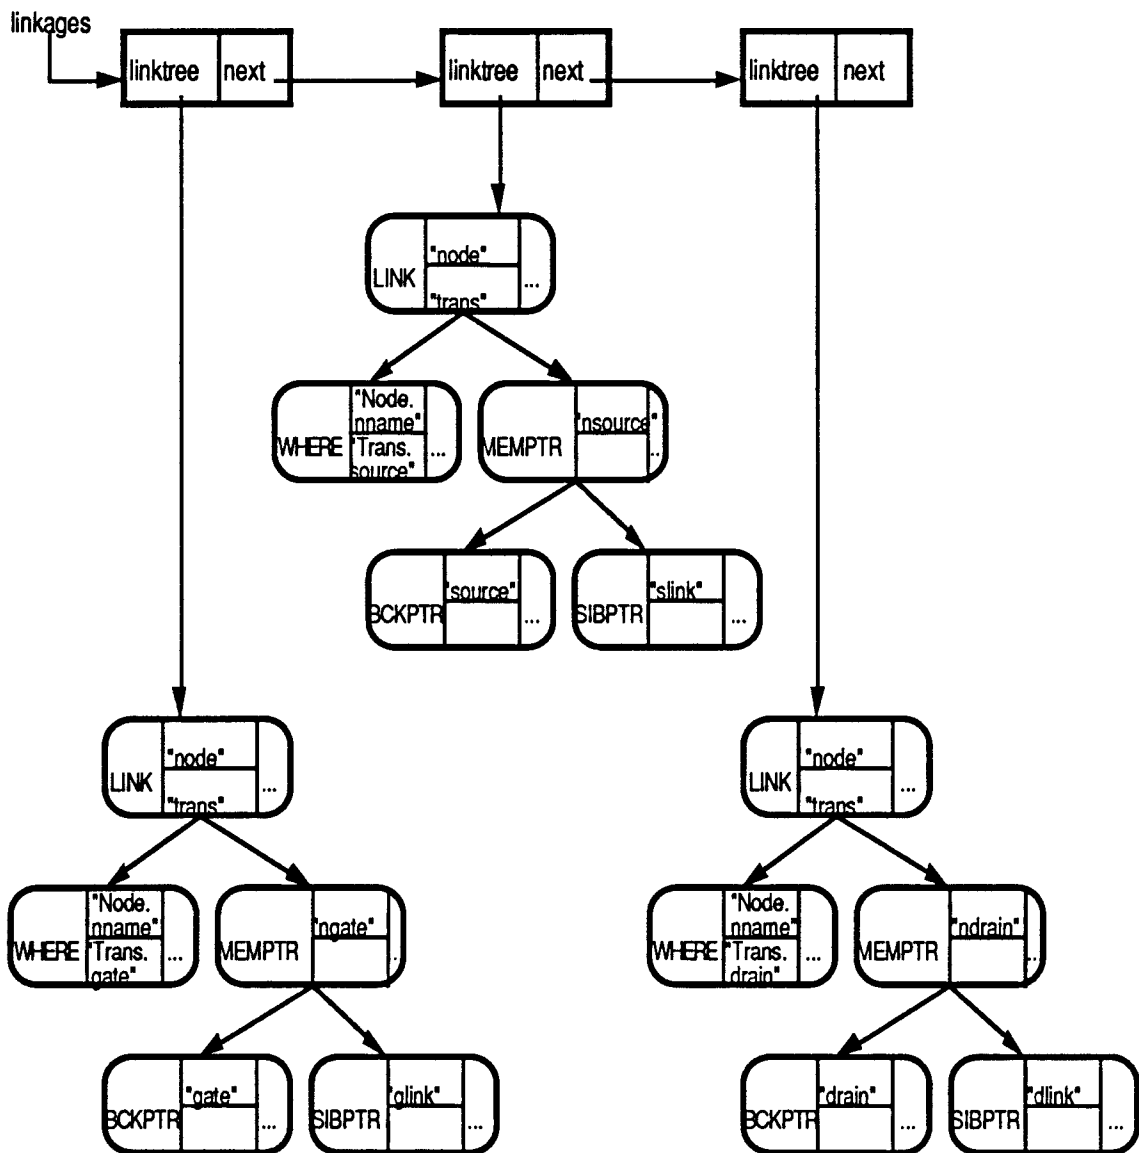 linkages
linktree next
linktree next
linktree next
"node"
LINK ...
"trans"
"Node.
nname"
WHERE "Trans. ...
source"
"nsource"
MEMPTR ...
"source"
BCKPTR ...
"slink"
SIBPTR ...
"node"
LINK ...
"trans"
"Node.
nname"
WHERE "Trans. ...
gate"
"ngate"
MEMPTR ...
"gate"
BCKPTR ...
"glink"
SIBPTR ...
"node"
LINK ...
"trans"
"Node.
nname"
WHERE "Trans. ...
drain"
"ndrain"
MEMPTR ...
"drain"
BCKPTR ...
"dlink"
SIBPTR ...